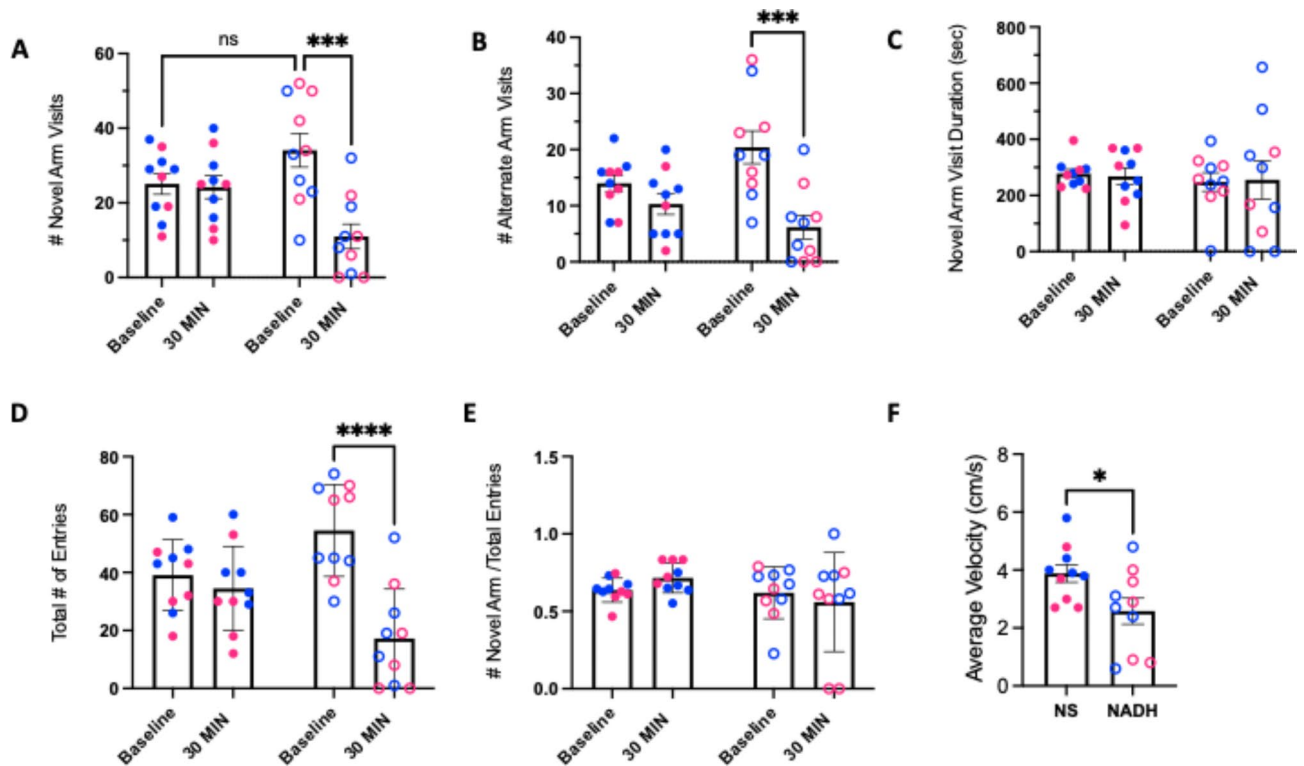 A
# Novel Arm Visits
60
40
20
0
ns
***
Baseline
30 MIN
Baseline
30 MIN
B
# Alternate Arm Visits
40
30
20
10
0
***
Baseline
30 MIN
Baseline
30 MIN
C
Novel Arm Visit Duration (sec)
800
600
400
200
0
Baseline
30 MIN
Baseline
30 MIN
D
Total # of Entries
80
60
40
20
0
****
Baseline
30 MIN
Baseline
30 MIN
E
# Novel Arm /Total Entries
1.5
1.0
0.5
0.0
Baseline
30 MIN
Baseline
30 MIN
F
Average Velocity (cm/s)
8
6
4
2
0
*
NS
NADH